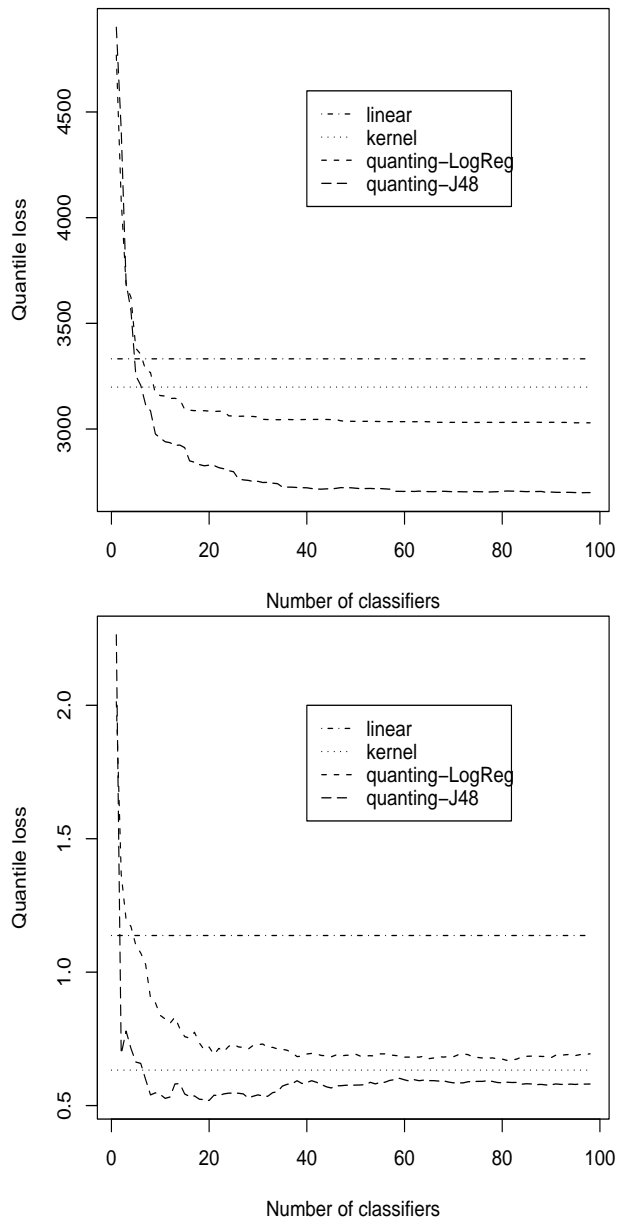 Quantile loss
4500
4000
3500
3000
linear
kernel
quanting-LogReg
quanting-J48
0 20 40 60 80 100
Number of classifiers
Quantile loss
2.0
1.5
1.0
0.5
linear
kernel
quanting-LogReg
quanting-J48
0 20 40 60 80 100
Number of classifiers